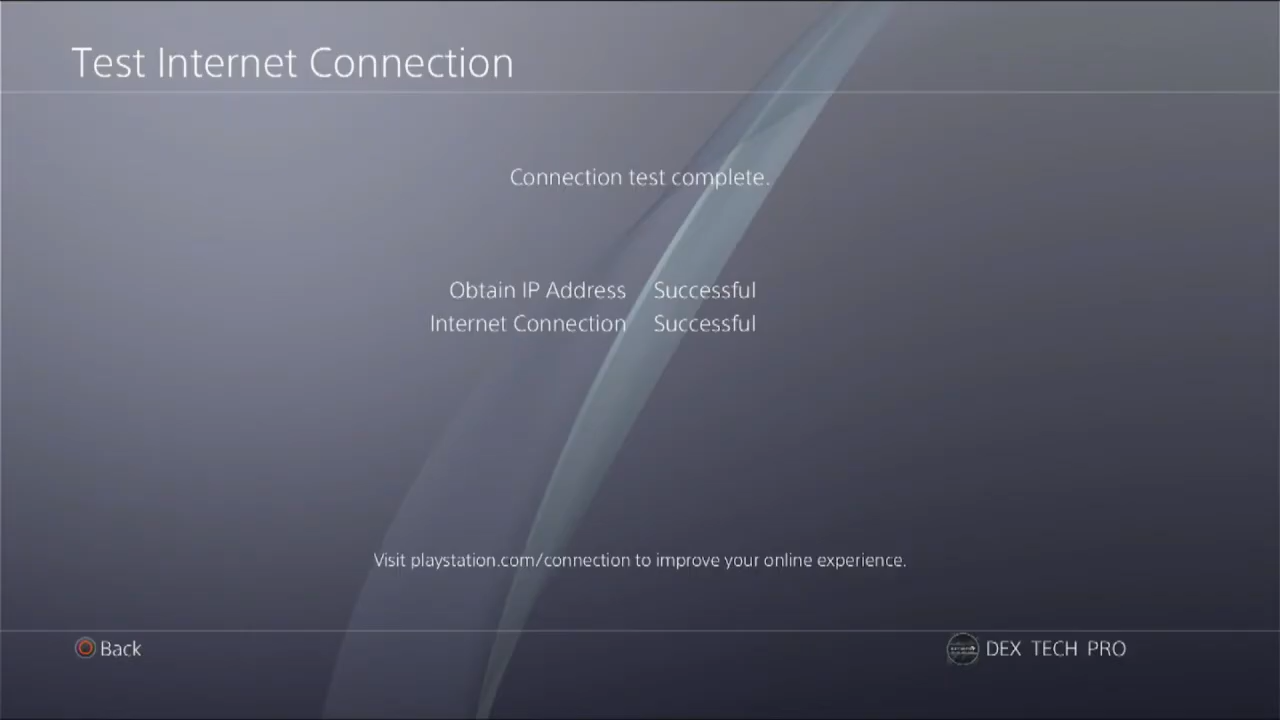 Test Internet Connection
Connection test complete.
Obtain IP Address Successful
Internet Connection Successful
Visit playstation.com/connection to improve your online experience.
Back
DEX TECH PRO